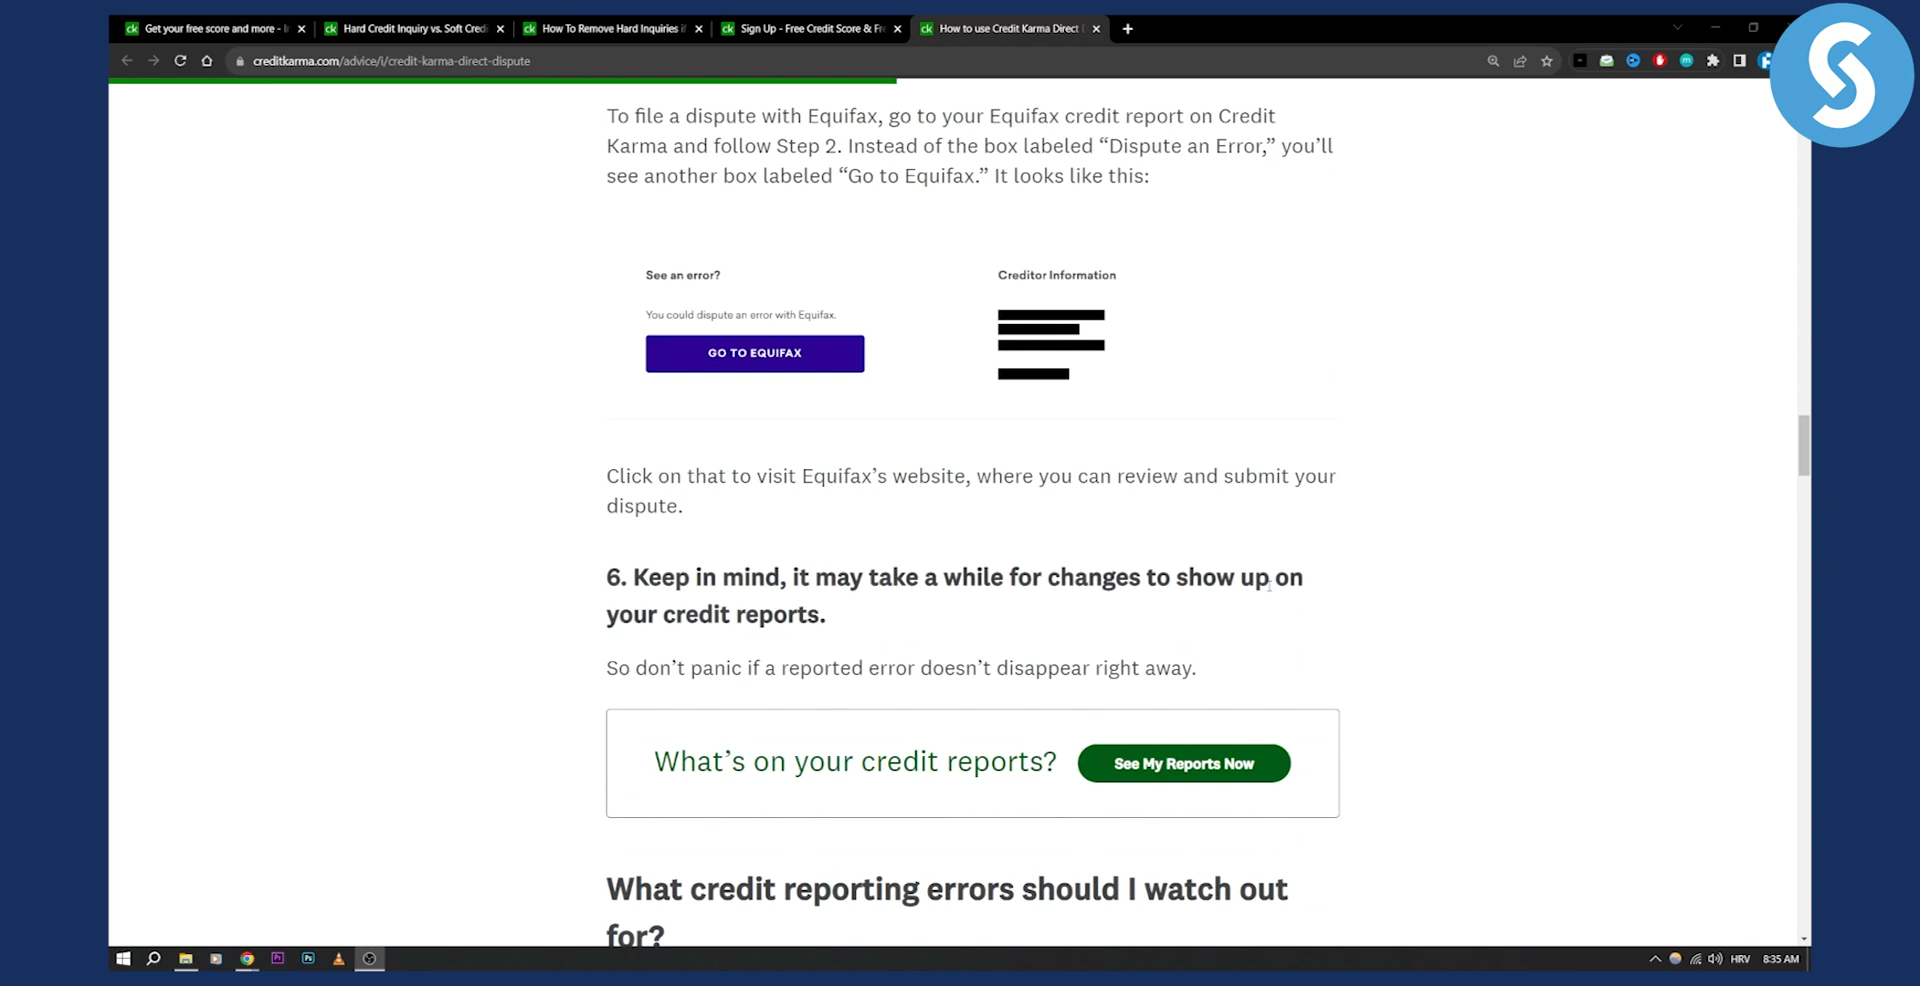 Get your free score and more - I
Hard Credit Inquiry vs. Soft Credi
How To Remove Hard Inquiries if
Sign Up - Free Credit Score & Fr
How to use Credit Karma Direct
creditkarma.com/advice/i/credit-karma-direct-dispute
To file a dispute with Equifax, go to your Equifax credit report on Credit
Karma and follow Step 2. Instead of the box labeled “Dispute an Error,” you’ll
see another box labeled “Go to Equifax.” It looks like this:
See an error?
Creditor Information
You could dispute an error with Equifax.
GO TO EQUIFAX
Click on that to visit Equifax’s website, where you can review and submit your
dispute.
6. Keep in mind, it may take a while for changes to show up on
your credit reports.
So don’t panic if a reported error doesn’t disappear right away.
What’s on your credit reports?
See My Reports Now
What credit reporting errors should I watch out
for?
HRV
8:35 AM